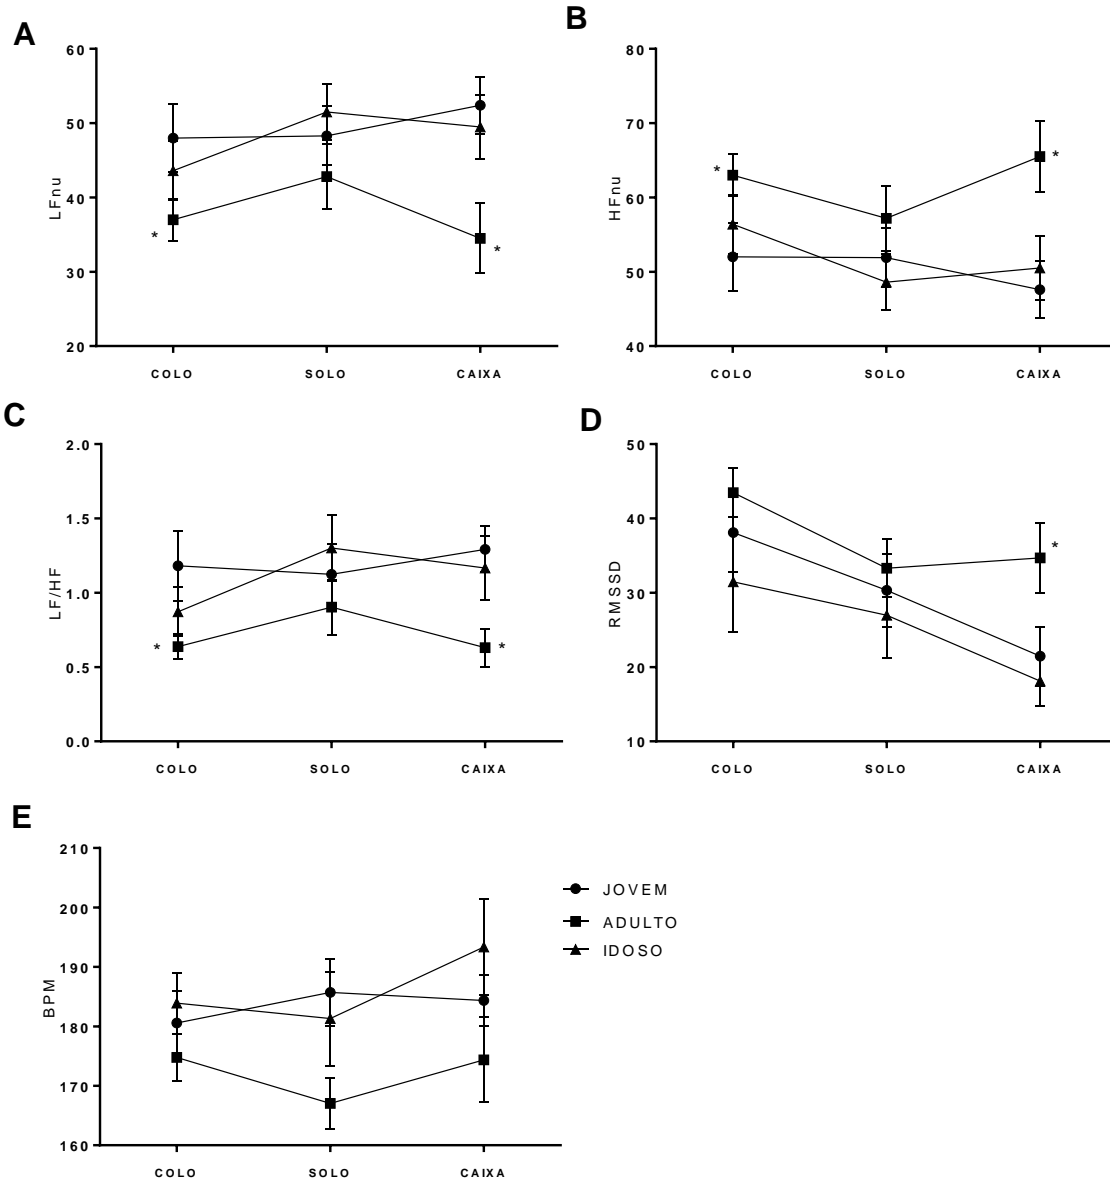 A
60
50
40
30
20
LFnu
*
*
COLO SOLO CAIXA
B
80
70
60
50
40
HFnu
*
*
COLO SOLO CAIXA
C
2.0
1.5
1.0
0.5
0.0
LF/HF
*
*
COLO SOLO CAIXA
D
50
40
30
20
10
RMSSD
*
COLO SOLO CAIXA
E
210
200
190
180
170
160
BPM
COLO SOLO CAIXA
JOVEM
ADULTO
IDOSO